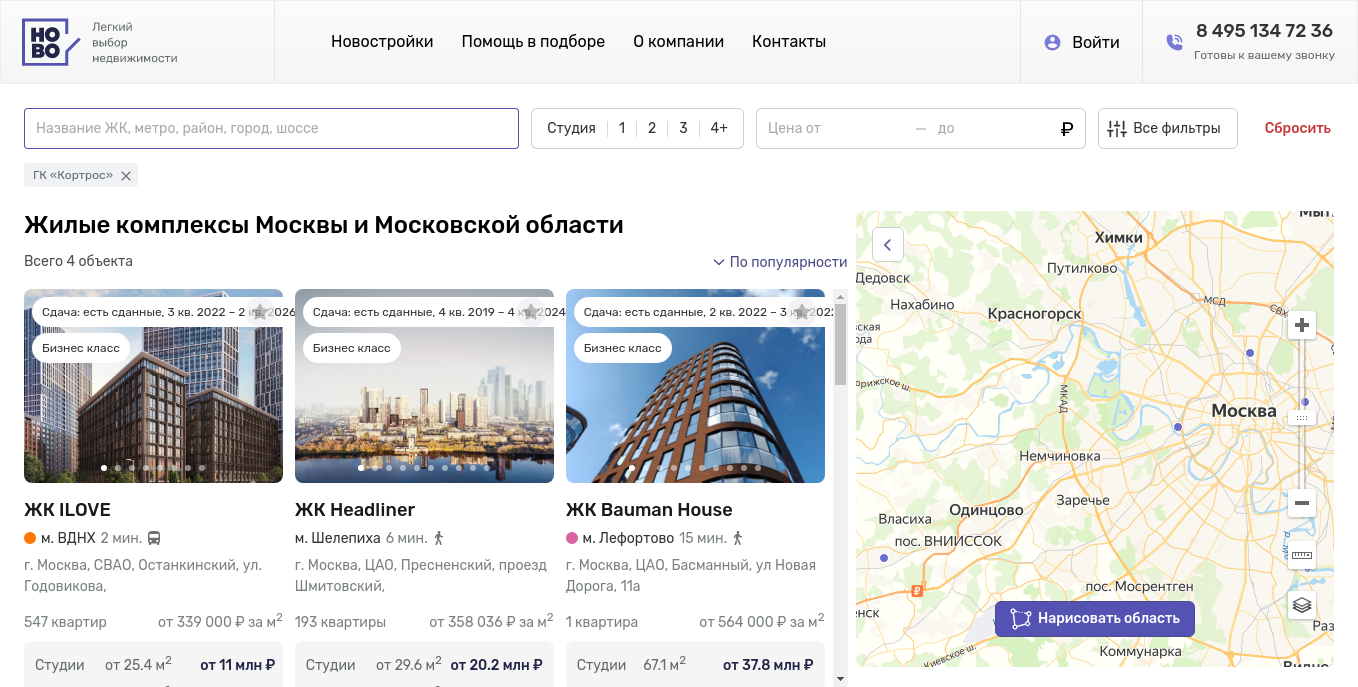 НО
ВО
Легкий
выбор
недвижимости
Новостройки
Помощь в подборе
О компании
Контакты
Войти
8 495 134 72 36
Готовы к вашему звонку
Название ЖК, метро, район, город, шоссе
Студия 1 2 3 4+
Цена от — до ₽
Все фильтры
Сбросить
ГК «Кортрос»
Жилые комплексы Москвы и Московской области
Всего 4 объекта
По популярности
Сдача: есть сданные, 3 кв. 2022 – 2 кв. 2026
Бизнес класс
ЖК ILOVE
м. ВДНХ 2 мин.
г. Москва, СВАО, Останкинский, ул.
Годовикова,
547 квартир от 339 000 ₽ за м2
Студии от 25.4 м2 от 11 млн ₽
Сдача: есть сданные, 4 кв. 2019 – 4 кв. 2024
Бизнес класс
ЖК Headliner
м. Шелепиха 6 мин.
г. Москва, ЦАО, Пресненский, проезд
Шмитовский,
193 квартиры от 358 036 ₽ за м2
Студии от 29.6 м2 от 20.2 млн ₽
Сдача: есть сданные, 2 кв. 2022 – 3 кв. 2022
Бизнес класс
ЖК Bauman House
м. Лефортово 15 мин.
г. Москва, ЦАО, Басманный, ул Новая
Дорога, 11а
1 квартира от 564 000 ₽ за м2
Студии 67.1 м2 от 37.8 млн ₽
Химки
Путилково
Дедовск
Нахабино
Красногорск
МСД
МКАД
Москва
Немчиновка
Заречье
Одинцово
Власиха
пос. ВНИИССОК
пос. Мосрентген
Нарисовать область
Киевское ш.
Коммунарка